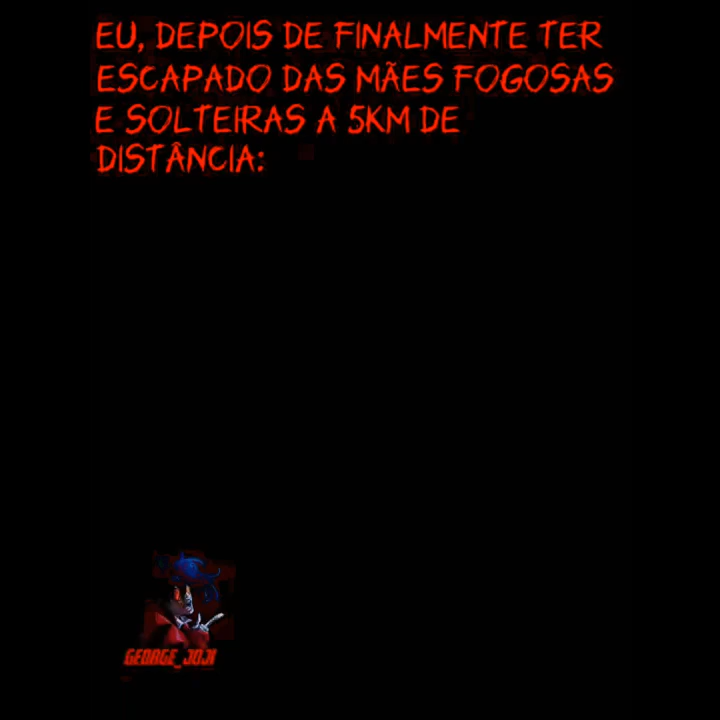 EU, DEPOIS DE FINALMENTE TER
ESCAPADO DAS MÃES FOGOSAS
E SOLTEIRAS A 5KM DE
DISTÂNCIA:
GEORGE_JOJI